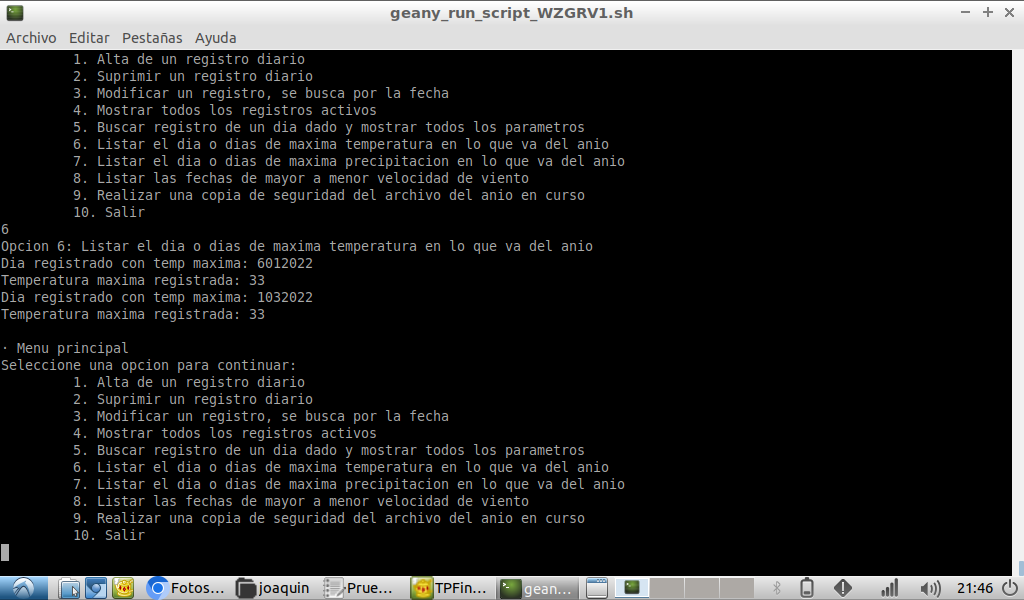 geany_run_script_WZGRV1.sh
Archivo Editar Pestañas Ayuda
1. Alta de un registro diario
2. Suprimir un registro diario
3. Modificar un registro, se busca por la fecha
4. Mostrar todos los registros activos
5. Buscar registro de un dia dado y mostrar todos los parametros
6. Listar el dia o dias de maxima temperatura en lo que va del anio
7. Listar el dia o dias de maxima precipitacion en lo que va del anio
8. Listar las fechas de mayor a menor velocidad de viento
9. Realizar una copia de seguridad del archivo del anio en curso
10. Salir
6
Opcion 6: Listar el dia o dias de maxima temperatura en lo que va del anio
Dia registrado con temp maxima: 6012022
Temperatura maxima registrada: 33
Dia registrado con temp maxima: 1032022
Temperatura maxima registrada: 33
· Menu principal
Seleccione una opcion para continuar:
1. Alta de un registro diario
2. Suprimir un registro diario
3. Modificar un registro, se busca por la fecha
4. Mostrar todos los registros activos
5. Buscar registro de un dia dado y mostrar todos los parametros
6. Listar el dia o dias de maxima temperatura en lo que va del anio
7. Listar el dia o dias de maxima precipitacion en lo que va del anio
8. Listar las fechas de mayor a menor velocidad de viento
9. Realizar una copia de seguridad del archivo del anio en curso
10. Salir
Fotos... joaquin Prue... TPFin... gean... 21:46